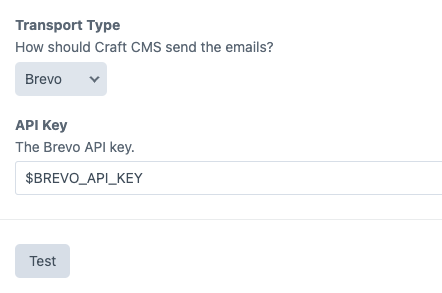 Transport Type
How should Craft CMS send the emails?
Brevo
API Key
The Brevo API key.
$BREVO_API_KEY
Test